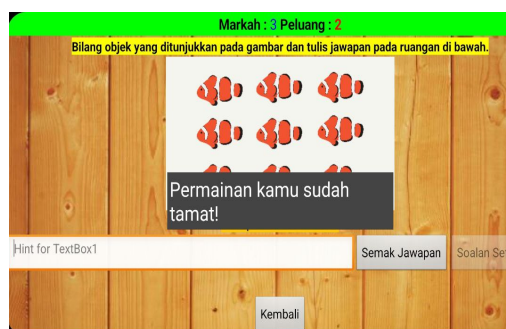 Markah : 3 Peluang : 2
Bilang objek yang ditunjukkan pada gambar dan tulis jawapan pada ruangan di bawah.
Permainan kamu sudah
tamat!
Hint for TextBox1
Semak Jawapan
Soalan Se
Kembali